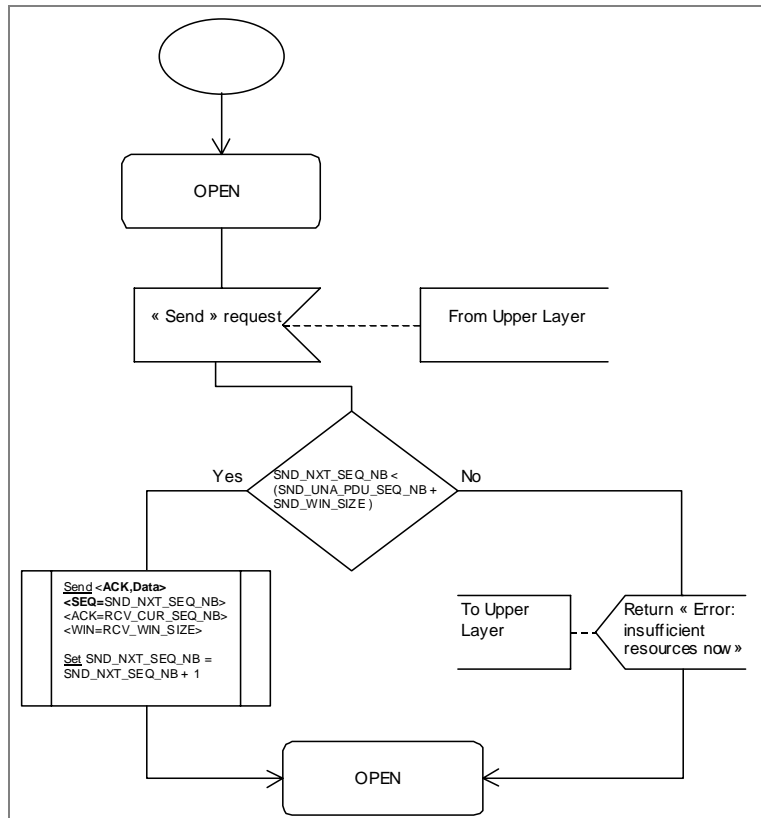 OPEN
« Send » request
From Upper Layer
Yes
No
SND_NXT_SEQ_NB <
(SND_UNA_PDU_SEQ_NB +
SND_WIN_SIZE )
Send <ACK,Data>
<SEQ=SND_NXT_SEQ_NB>
<ACK=RCV_CUR_SEQ_NB>
<WIN=RCV_WIN_SIZE>
Set SND_NXT_SEQ_NB =
SND_NXT_SEQ_NB + 1
To Upper
Layer
Return « Error:
insufficient
resources now »
OPEN